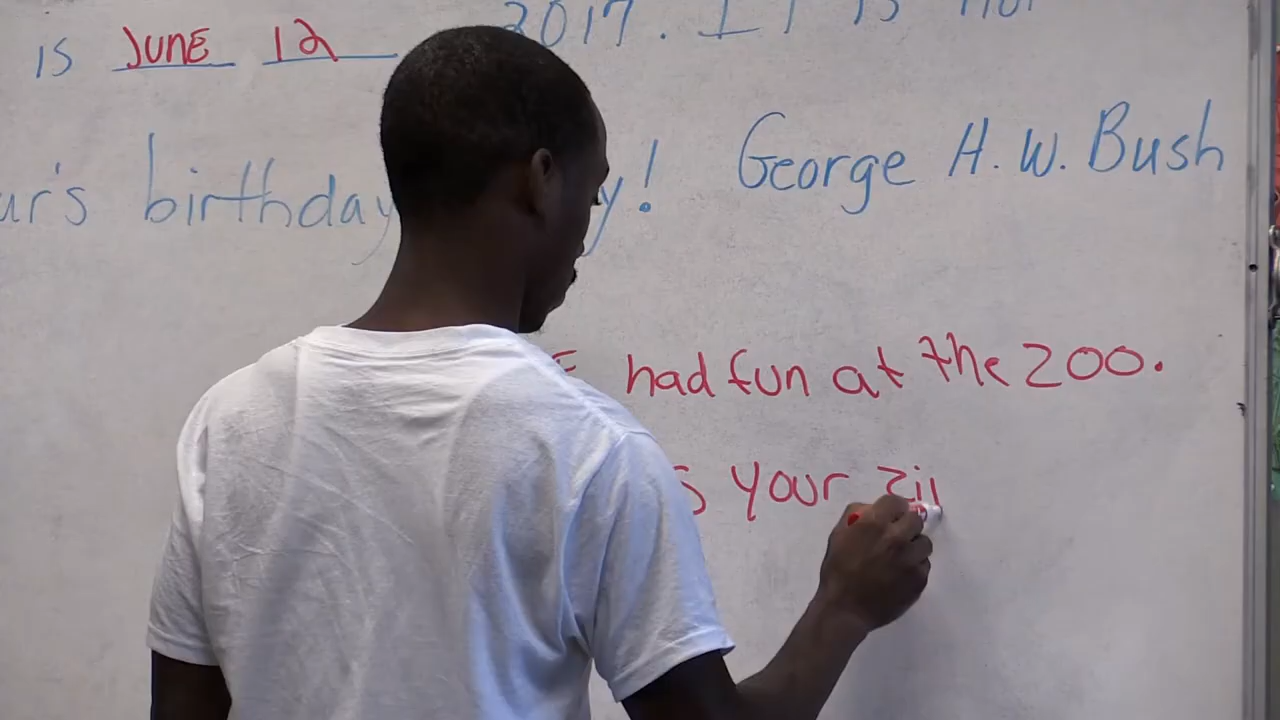 is JUNE 12 2017. IT is
ur's birthday y! George H. W. Bush
had fun at the zoo.
s your zi